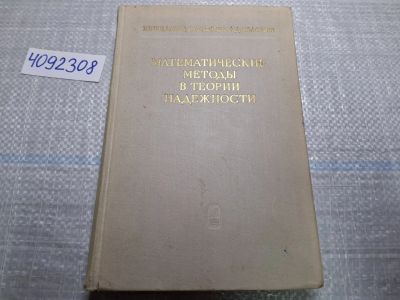 4092308
МАТЕМАТИЧЕСКИЕ
МЕТОДЫ
В ТЕОРИИ
НАДЕЖНОСТИ